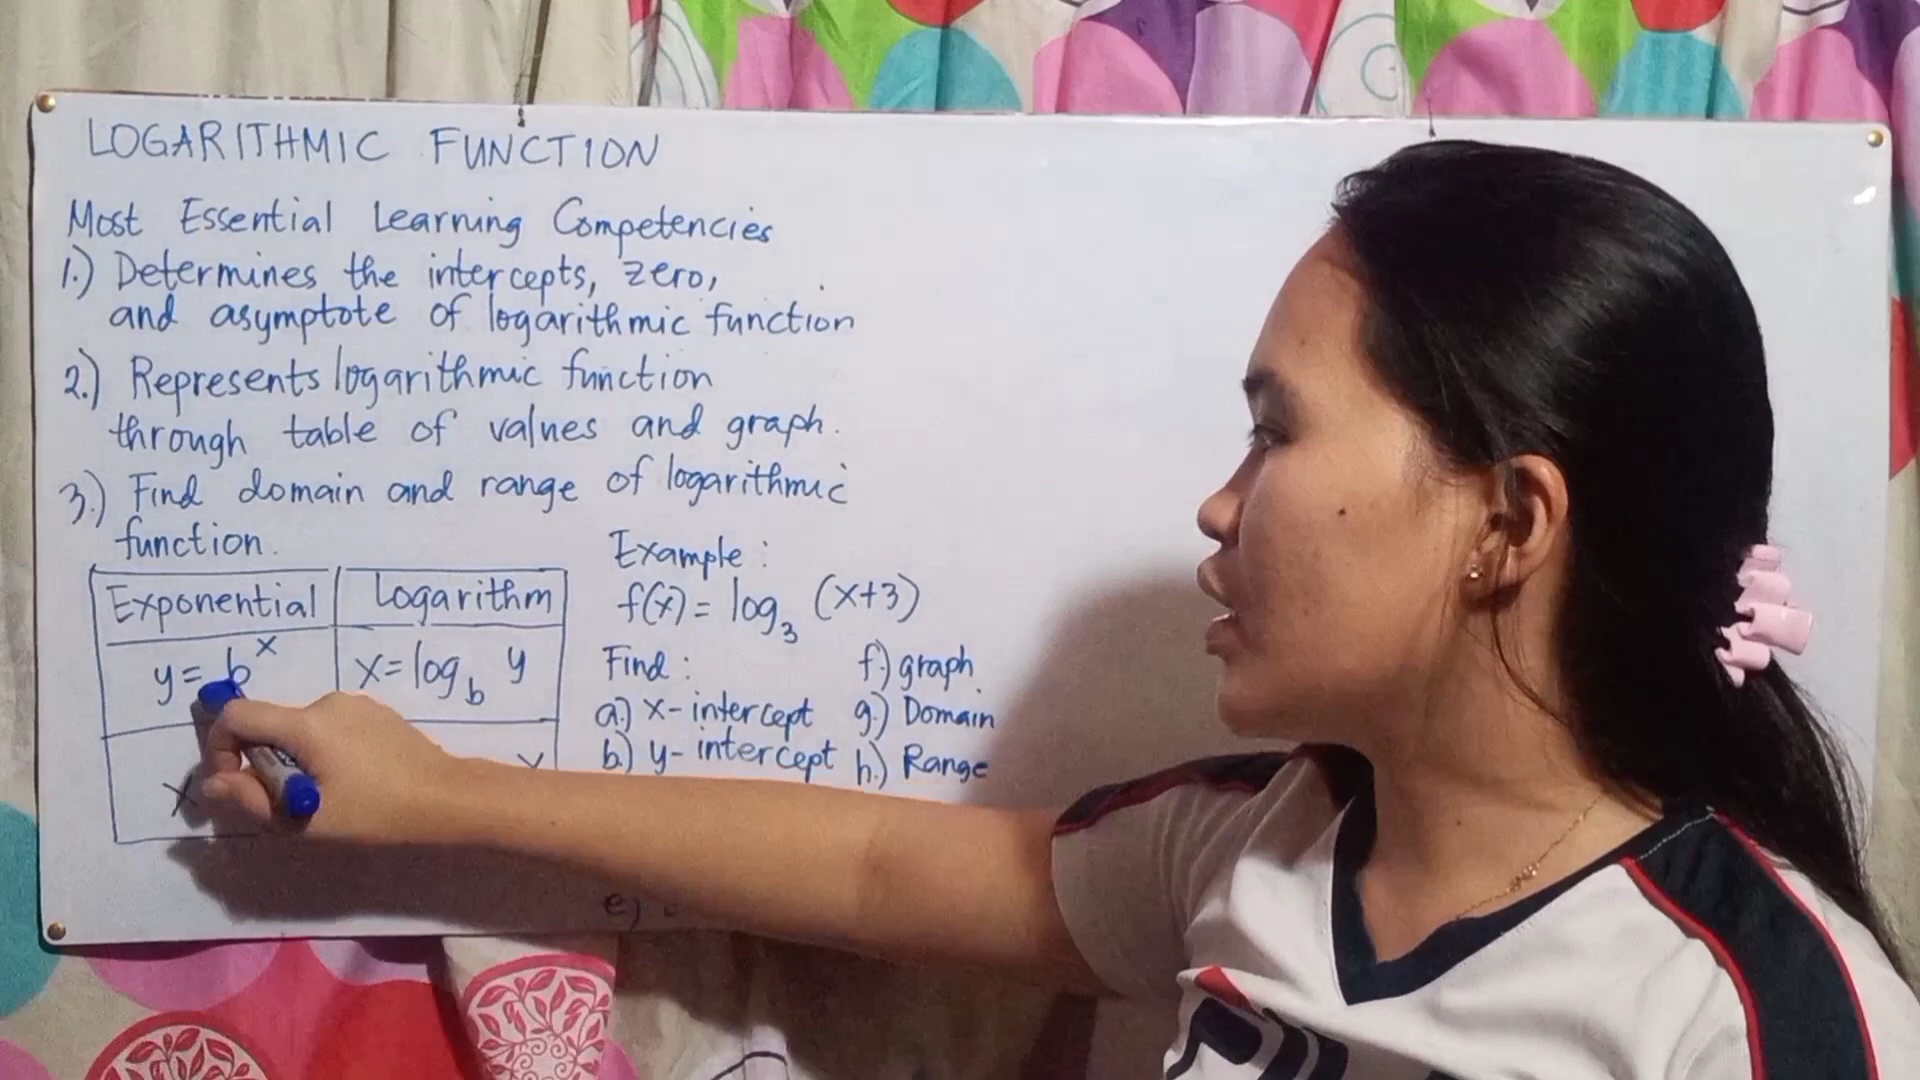 LOGARITHMIC FUNCTION
Most Essential Learning Competencies
1.) Determines the intercepts, zero,
and asymptote of logarithmic function
2.) Represents logarithmic function
through table of values and graph.
3.) Find domain and range of logarithmic
function.
Exponential Logarithm
y = b^x x = log_b y
x
Example :
f(x) = log_3 (x+3)
Find :
a.) x-intercept
b.) y-intercept
e.)
f.) graph
g.) Domain
h.) Range